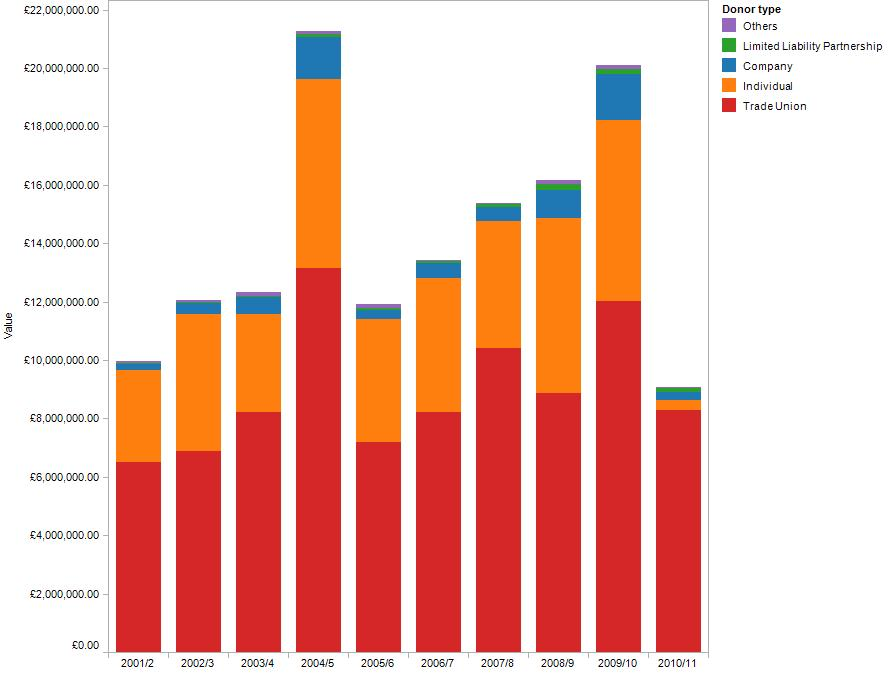 £22,000,000.00
£20,000,000.00
£18,000,000.00
£16,000,000.00
£14,000,000.00
£12,000,000.00
£10,000,000.00
£8,000,000.00
£6,000,000.00
£4,000,000.00
£2,000,000.00
£0.00
Value
2001/2 2002/3 2003/4 2004/5 2005/6 2006/7 2007/8 2008/9 2009/10 2010/11
Donor type
Others
Limited Liability Partnership
Company
Individual
Trade Union